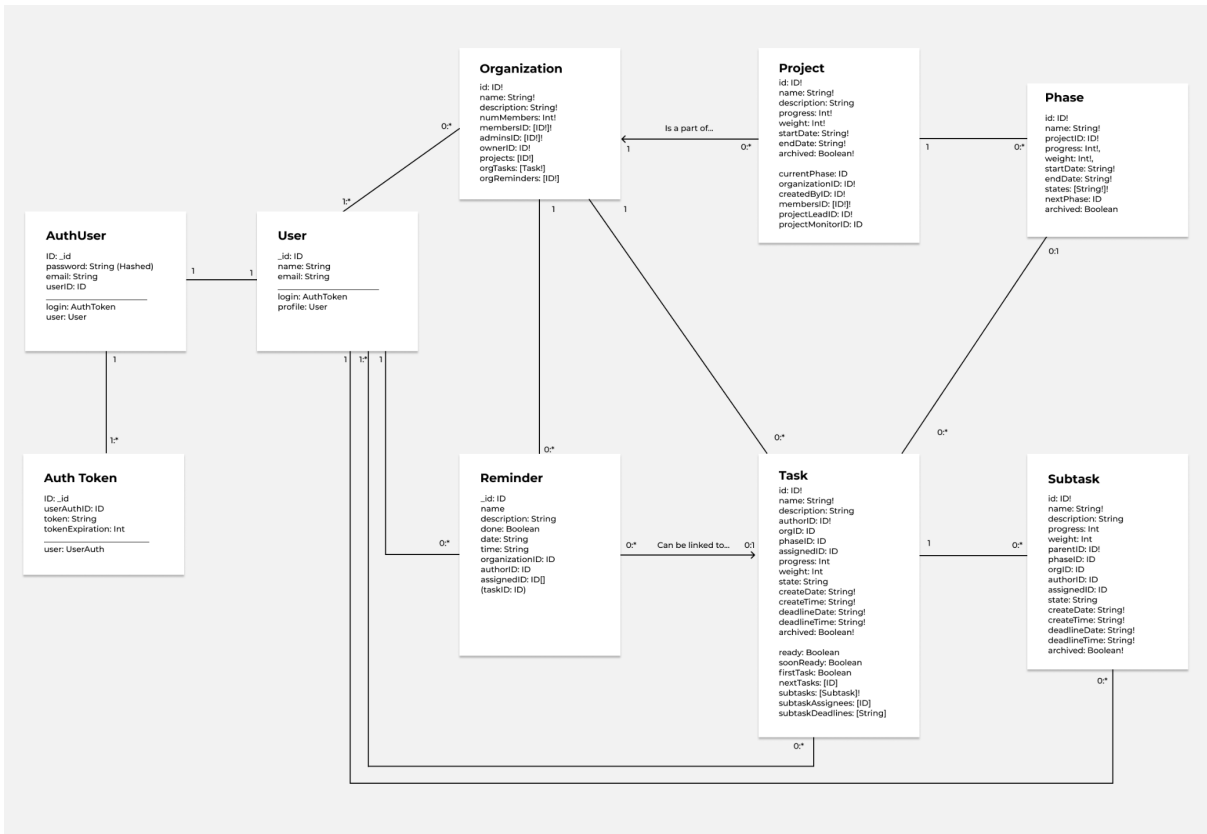 Organization
id: ID!
name: String!
description: String!
numMembers: Int!
membersID: [ID!]!
adminsID: [ID!]!
ownerID: ID!
projects: [ID!]
orgTasks: [Task!]
orgReminders: [ID!]
Project
id: ID!
name: String!
description: String
progress: Int!
weight: Int!
startDate: String!
endDate: String!
archived: Boolean!
currentPhase: ID
organizationID: ID!
createdByID: ID!
membersID: [ID!]!
projectLeadID: ID!
projectMonitorID: ID
Phase
id: ID!
name: String!
projectID: ID!
progress: Int!,
weight: Int!,
startDate: String!
endDate: String!
states: [String!]!
nextPhase: ID
archived: Boolean
0:*
Is a part of...
1
0:*
1
0:*
1:*
1
1
0:1
AuthUser
ID: _id
password: String (Hashed)
email: String
userID: ID
login: AuthToken
user: User
1
1
User
_id: ID
name: String
email: String
login: AuthToken
profile: User
1
1
1:*
1
1:*
0:*
0:*
0:*
Auth Token
ID: _id
userAuthID: ID
token: String
tokenExpiration: Int
user: UserAuth
0:*
Reminder
_id: ID
name
description: String
done: Boolean
date: String
time: String
organizationID: ID
authorID: ID
assignedID: ID[]
(taskID: ID)
0:*
Can be linked to...
0:1
Task
id: ID!
name: String!
description: String
authorID: ID!
orgID: ID
phaseID: ID
assignedID: ID
progress: Int
weight: Int
state: String
createDate: String!
createTime: String!
deadlineDate: String!
deadlineTime: String!
archived: Boolean!
ready: Boolean
soonReady: Boolean
firstTask: Boolean
nextTasks: [ID]
subtasks: [Subtask]!
subtaskAssignees: [ID]
subtaskDeadlines: [String]
1
0:*
Subtask
id: ID!
name: String!
description: String
progress: Int
weight: Int
parentID: ID!
phaseID: ID
orgID: ID
authorID: ID
assignedID: ID
state: String
createDate: String!
createTime: String!
deadlineDate: String!
deadlineTime: String!
archived: Boolean!
0:*
0:*